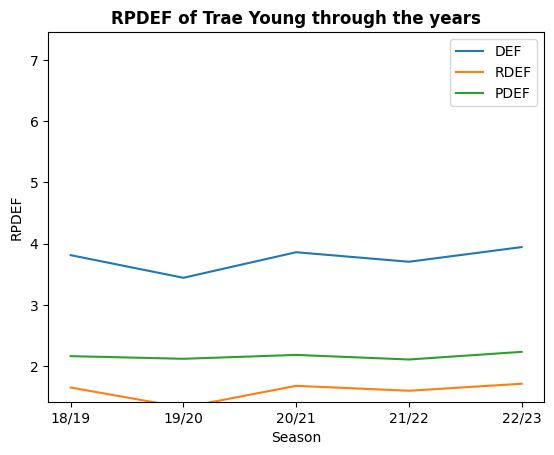 RPDEF of Trae Young through the years
DEF
RDEF
PDEF
7
6
5
4
3
2
RPDEF
18/19 19/20 20/21 21/22 22/23
Season